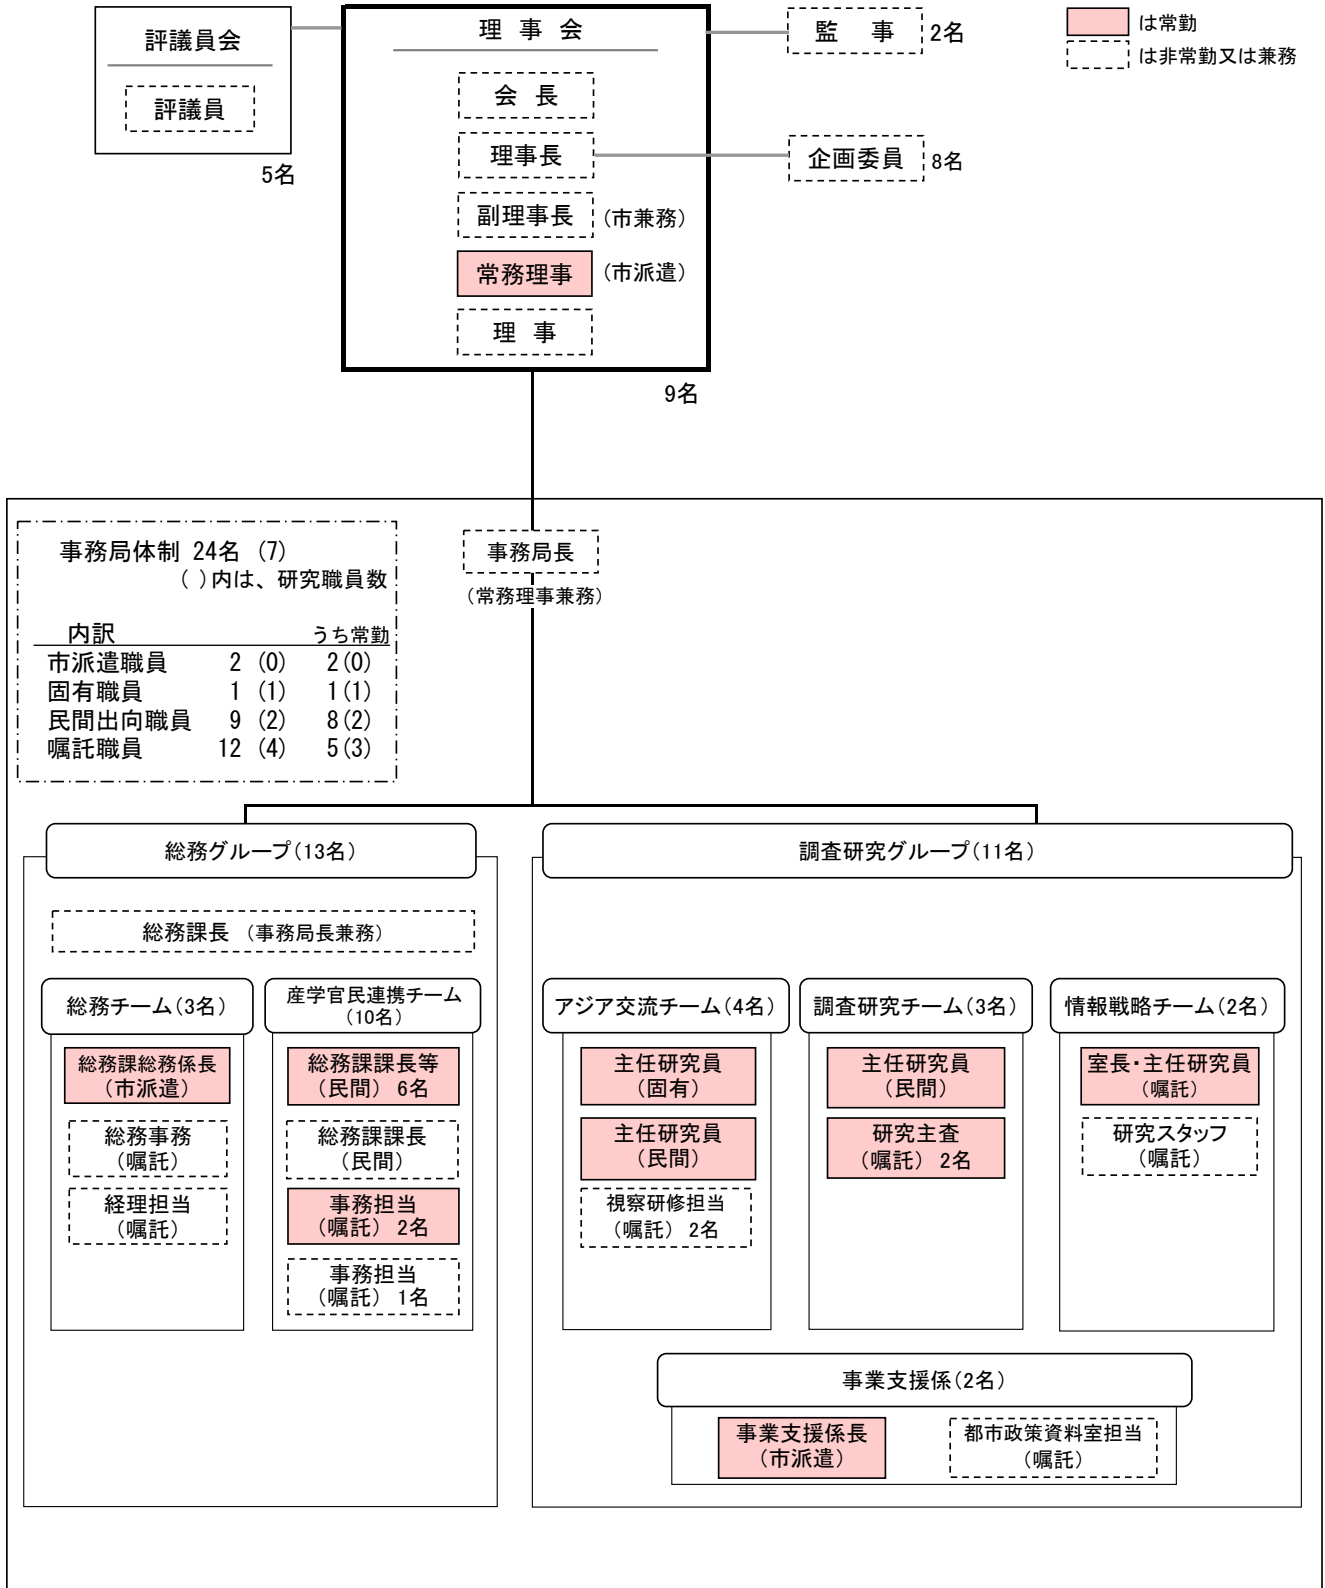 評議員会
評議員
5名
理 事 会
会 長
理事長
副理事長
(市兼務)
常務理事
(市派遣)
理 事
9名
監 事
2名
企画委員
8名
は常勤
は非常勤又は兼務
事務局体制 24名 (7)
( )内は、研究職員数
内訳 うち常勤
市派遣職員 2 (0) 2(0)
固有職員 1 (1) 1(1)
民間出向職員 9 (2) 8(2)
嘱託職員 12 (4) 5(3)
事務局長
(常務理事兼務)
総務グループ(13名)
総務課長 (事務局長兼務)
総務チーム(3名)
総務課総務係長
(市派遣)
総務事務
(嘱託)
経理担当
(嘱託)
産学官民連携チーム
(10名)
総務課課長等
(民間) 6名
総務課課長
(民間)
事務担当
(嘱託) 2名
事務担当
(嘱託) 1名
調査研究グループ(11名)
アジア交流チーム(4名)
主任研究員
(固有)
主任研究員
(民間)
視察研修担当
(嘱託) 2名
調査研究チーム(3名)
主任研究員
(民間)
研究主査
(嘱託) 2名
情報戦略チーム(2名)
室長・主任研究員
(嘱託)
研究スタッフ
(嘱託)
事業支援係(2名)
事業支援係長
(市派遣)
都市政策資料室担当
(嘱託)